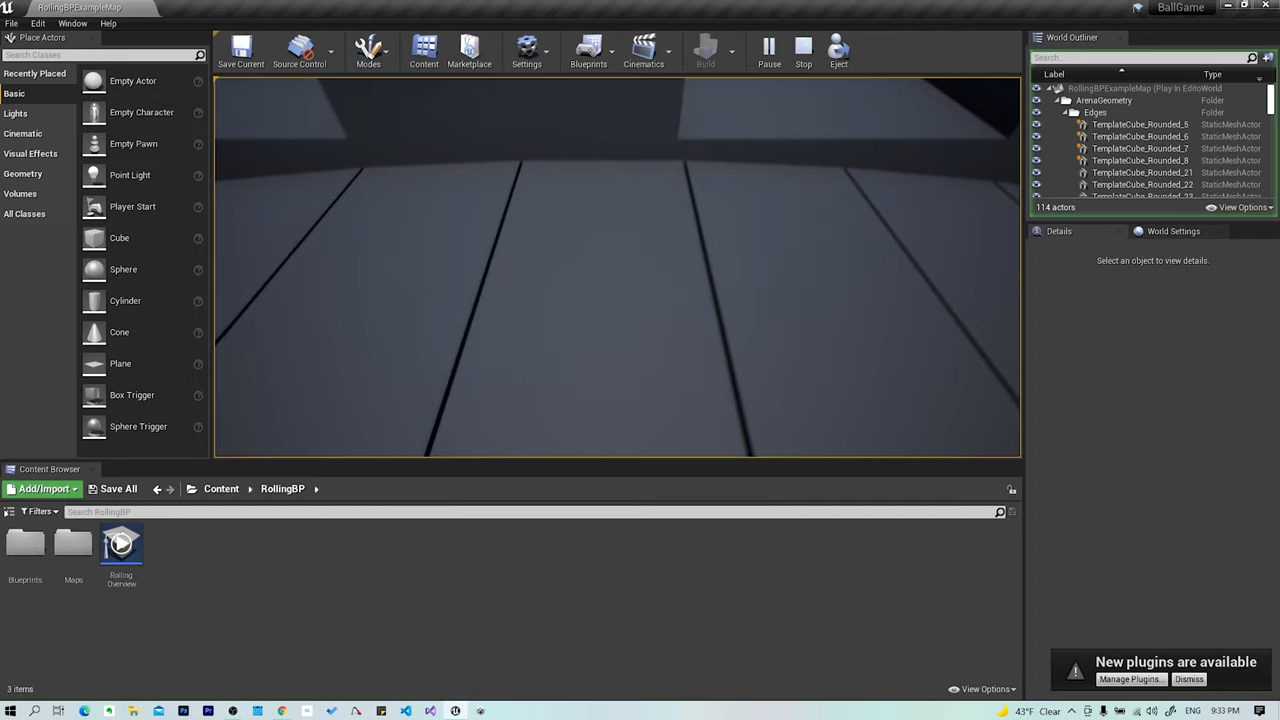 RollingBPExampleMap
BallGame
File Edit Window Help
Place Actors
Search Classes
Recently Placed
Basic
Lights
Cinematic
Visual Effects
Geometry
Volumes
All Classes
Empty Actor
Empty Character
Empty Pawn
Point Light
Player Start
Cube
Sphere
Cylinder
Cone
Plane
Box Trigger
Sphere Trigger
Save Current Source Control Modes Content Marketplace Settings Blueprints Cinematics Build Pause Stop Eject
World Outliner
Search...
Label Type
RollingBPExampleMap (Play In Editor World
ArenaGeometry Folder
Edges Folder
TemplateCube_Rounded_5 StaticMeshActor
TemplateCube_Rounded_6 StaticMeshActor
TemplateCube_Rounded_7 StaticMeshActor
TemplateCube_Rounded_8 StaticMeshActor
TemplateCube_Rounded_21 StaticMeshActor
TemplateCube_Rounded_22 StaticMeshActor
TemplateCube_Rounded_23 StaticMeshActor
114 actors View Options
Details World Settings
Select an object to view details.
Content Browser
Add/Import Save All Content RollingBP
Filters Search RollingBP
Blueprints
Maps
Rolling
Overview
3 items View Options
New plugins are available
Manage Plugins... Dismiss
43°F Clear ENG 9:33 PM